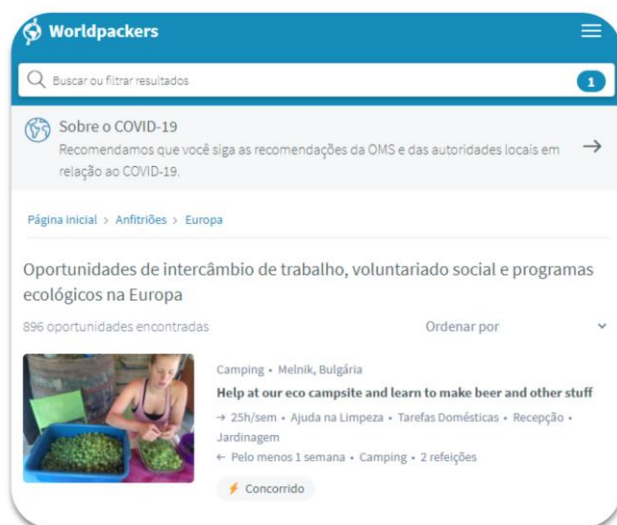 Worldpackers
Buscar ou filtrar resultados
1
Sobre o COVID-19
Recomendamos que você siga as recomendações da OMS e das autoridades locais em
relação ao COVID-19.
Página inicial > Anfitriões > Europa
Oportunidades de intercâmbio de trabalho, voluntariado social e programas
ecológicos na Europa
896 oportunidades encontradas
Ordenar por
Camping • Melnik, Bulgária
Help at our eco campsite and learn to make beer and other stuff
→ 25h/sem • Ajuda na Limpeza • Tarefas Domésticas • Recepção •
Jardinagem
← Pelo menos 1 semana • Camping • 2 refeições
Concorrido